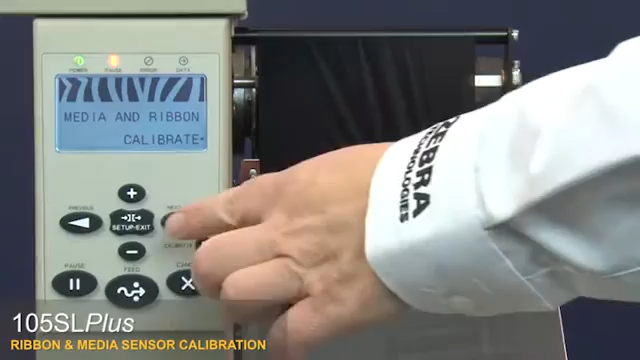 POWER PAUSE ERROR DATA
MEDIA AND RIBBON
CALIBRATE
PREVIOUS NEXT
SETUP/EXIT
CALIBRATE
PAUSE FEED
ZEBRA
TECHNOLOGIES
105SLPlus
RIBBON & MEDIA SENSOR CALIBRATION